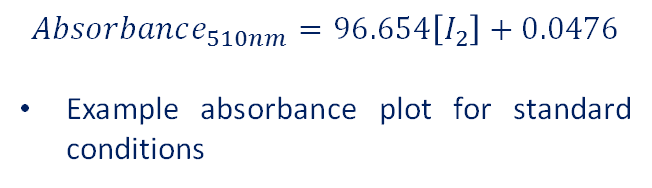 Absorbance₅₁₀ₙₘ = 96.654[I₂] + 0.0476
• Example absorbance plot for standard
conditions